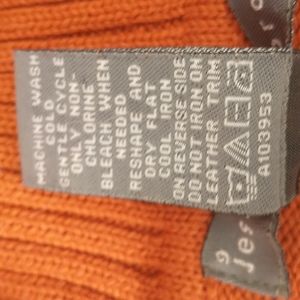 MACHINE WASH
COLD
GENTLE CYCLE
ONLY NON-
CHLORINE
BLEACH WHEN
NEEDED
RESHAPE AND
DRY FLAT
COOL IRON
ON REVERSE SIDE
DO NOT IRON ON
LEATHER TRIM
A103953
jes